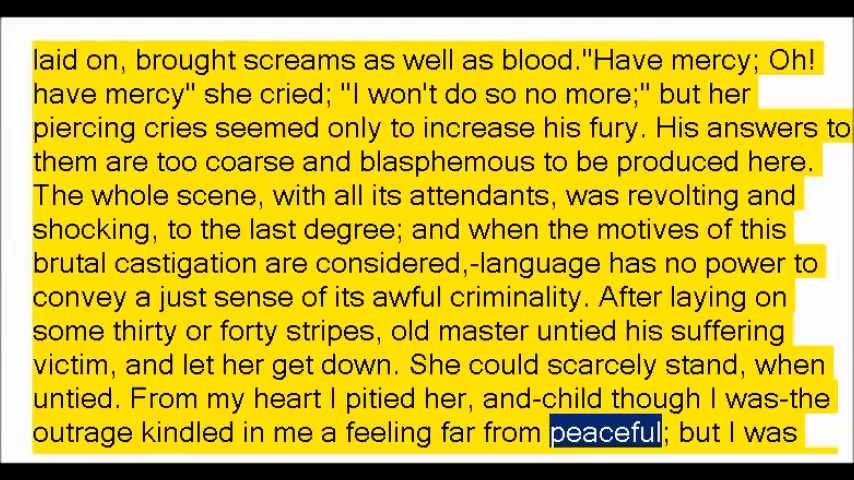 laid on, brought screams as well as blood."Have mercy; Oh!
have mercy" she cried; "I won't do so no more;" but her
piercing cries seemed only to increase his fury. His answers to
them are too coarse and blasphemous to be produced here.
The whole scene, with all its attendants, was revolting and
shocking, to the last degree; and when the motives of this
brutal castigation are considered,-language has no power to
convey a just sense of its awful criminality. After laying on
some thirty or forty stripes, old master untied his suffering
victim, and let her get down. She could scarcely stand, when
untied. From my heart I pitied her, and-child though I was-the
outrage kindled in me a feeling far from peaceful; but I was